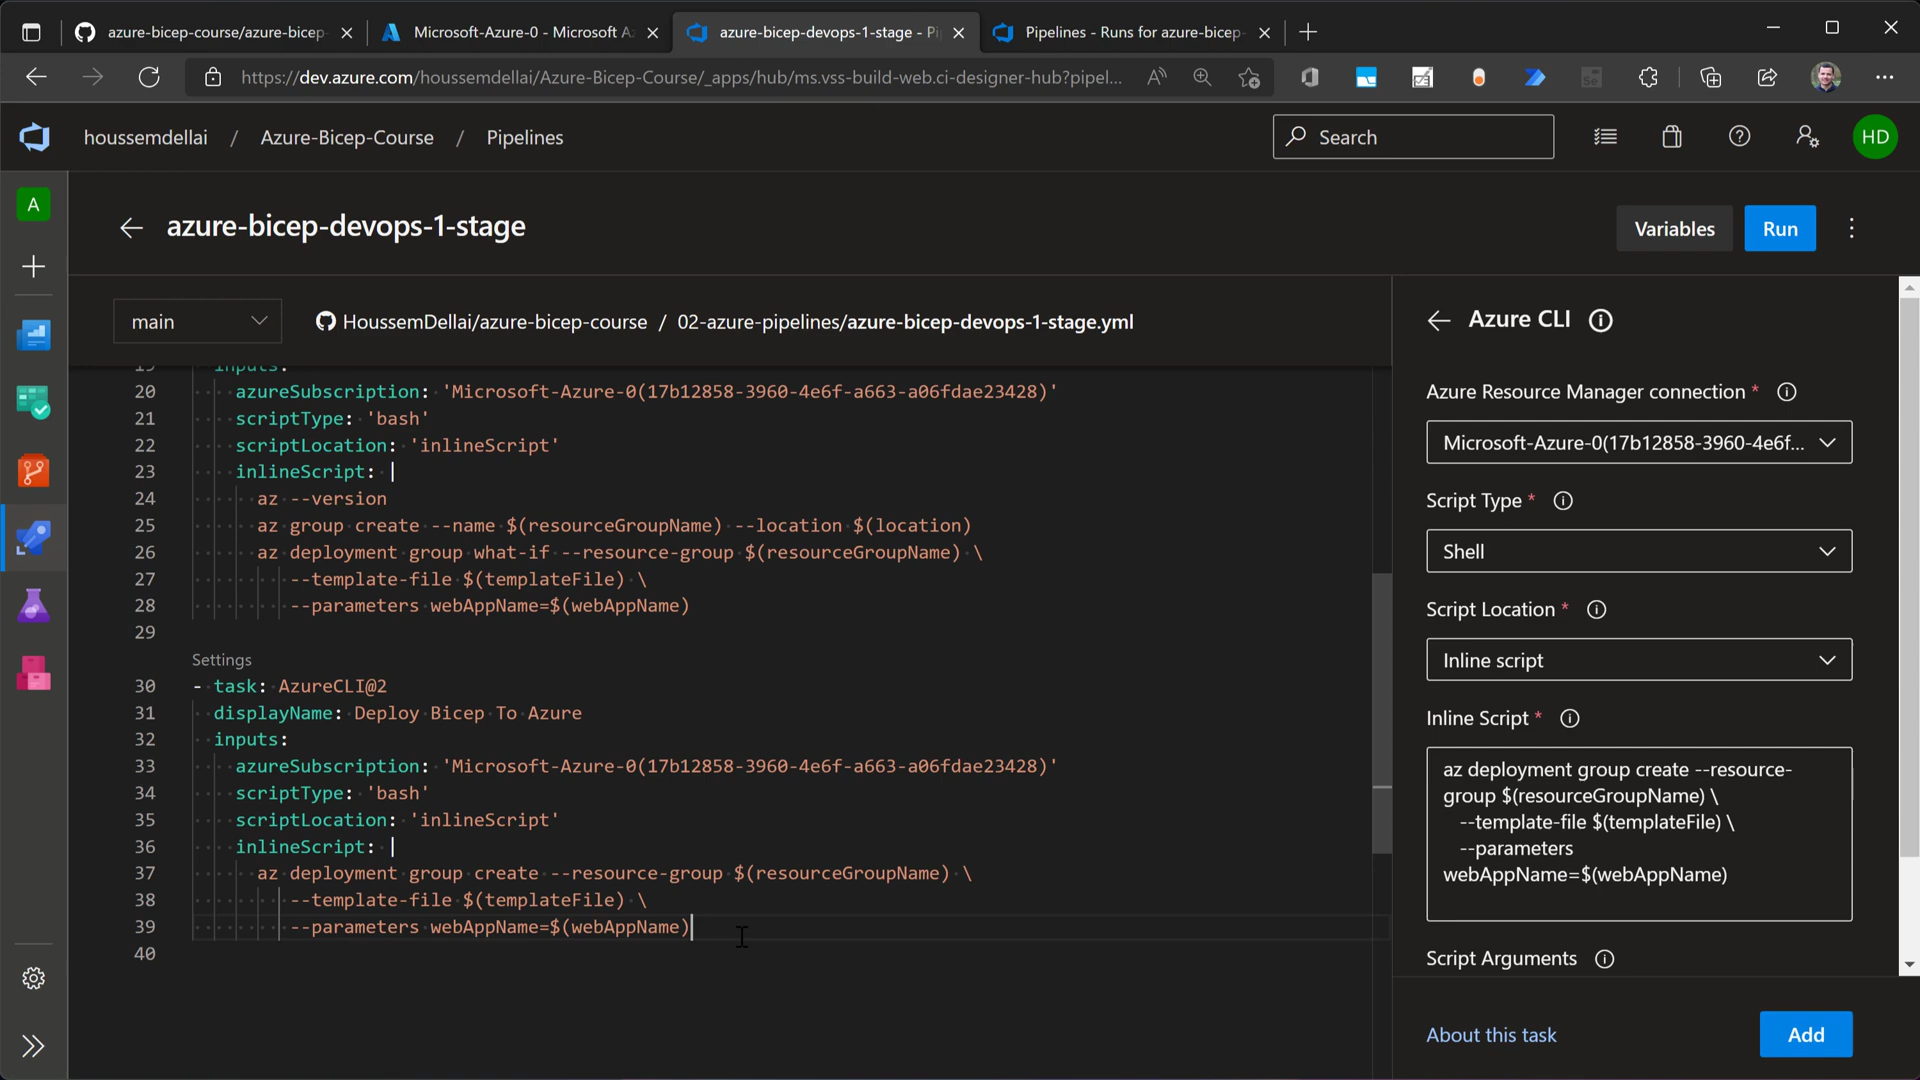 azure-bicep-course/azure-bicep-
Microsoft-Azure-0 - Microsoft A
azure-bicep-devops-1-stage - Pi
Pipelines - Runs for azure-bicep-
https://dev.azure.com/houssemdellai/Azure-Bicep-Course/_apps/hub/ms.vss-build-web.ci-designer-hub?pipel...
houssemdellai / Azure-Bicep-Course / Pipelines
Search
HD
A
azure-bicep-devops-1-stage
Variables
Run
main
HoussemDellai/azure-bicep-course / 02-azure-pipelines/azure-bicep-devops-1-stage.yml
19 inputs:
20 azureSubscription: 'Microsoft-Azure-0(17b12858-3960-4e6f-a663-a06fdae23428)'
21 scriptType: 'bash'
22 scriptLocation: 'inlineScript'
23 inlineScript: |
24 az --version
25 az group create --name $(resourceGroupName) --location $(location)
26 az deployment group what-if --resource-group $(resourceGroupName) \
27 --template-file $(templateFile) \
28 --parameters webAppName=$(webAppName)
29
Settings
30 - task: AzureCLI@2
31 displayName: Deploy Bicep To Azure
32 inputs:
33 azureSubscription: 'Microsoft-Azure-0(17b12858-3960-4e6f-a663-a06fdae23428)'
34 scriptType: 'bash'
35 scriptLocation: 'inlineScript'
36 inlineScript: |
37 az deployment group create --resource-group $(resourceGroupName) \
38 --template-file $(templateFile) \
39 --parameters webAppName=$(webAppName)
40
Azure CLI
Azure Resource Manager connection *
Microsoft-Azure-0(17b12858-3960-4e6f...
Script Type *
Shell
Script Location *
Inline script
Inline Script *
az deployment group create --resource-
group $(resourceGroupName) \
--template-file $(templateFile) \
--parameters
webAppName=$(webAppName)
Script Arguments
About this task
Add